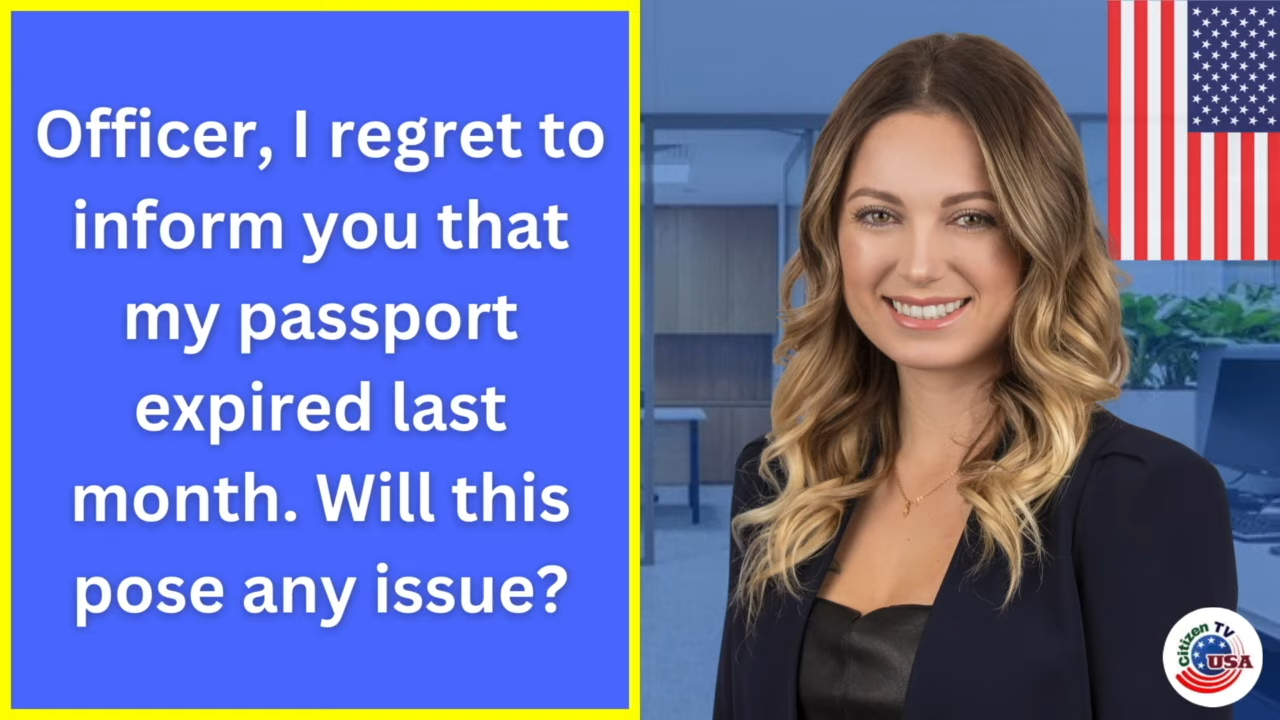 Officer, I regret to
inform you that
my passport
expired last
month. Will this
pose any issue?
Citizen TV
USA